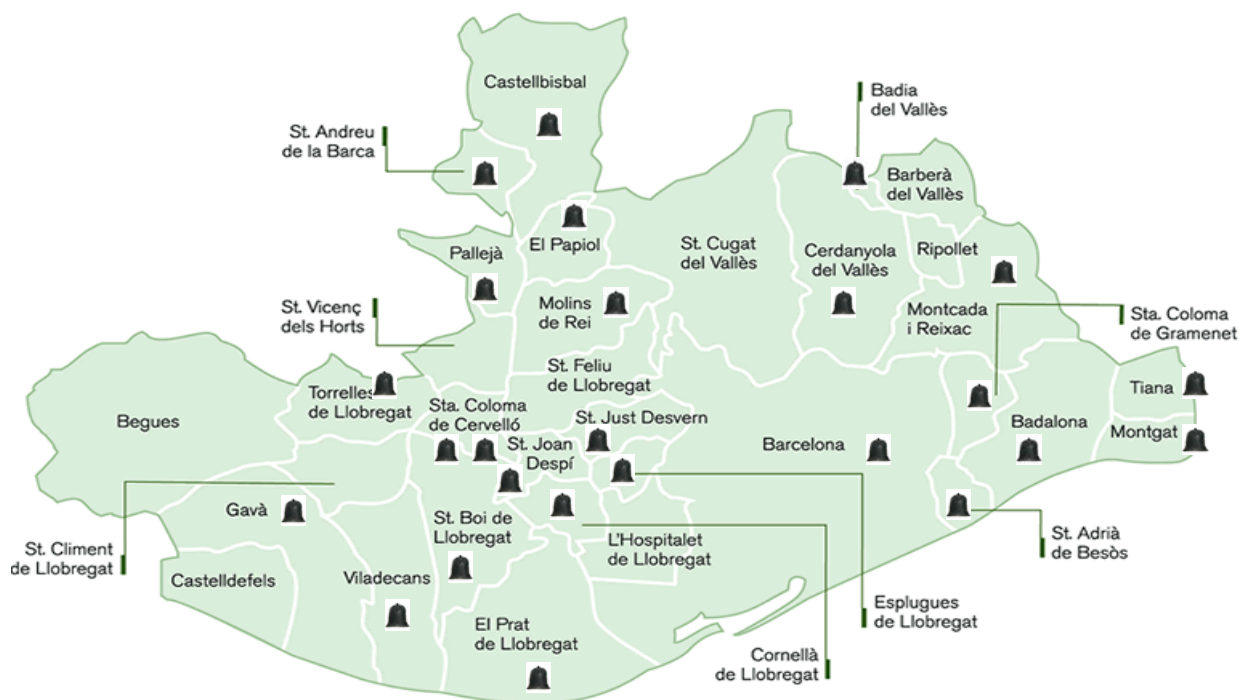 Castellbisbal
Badia
del Vallès
St. Andreu
de la Barca
Barberà
del Vallès
El Papiol
St. Cugat
del Vallès
Cerdanyola
del Vallès
Ripollet
Pallejà
St. Vicenç
dels Horts
Molins
de Rei
Montcada
i Reixac
Sta. Coloma
de Gramenet
St. Feliu
de Llobregat
Tiana
Torrelles
de Llobregat
Begues
Sta. Coloma
de Cervelló
St. Just Desvern
Barcelona
Badalona
Montgat
St. Joan
Despí
Gavà
St. Boi de
Llobregat
L'Hospitalet
de Llobregat
St. Adrià
de Besòs
St. Climent
de Llobregat
Castelldefels
Viladecans
Esplugues
de Llobregat
El Prat
de Llobregat
Cornellà
de Llobregat